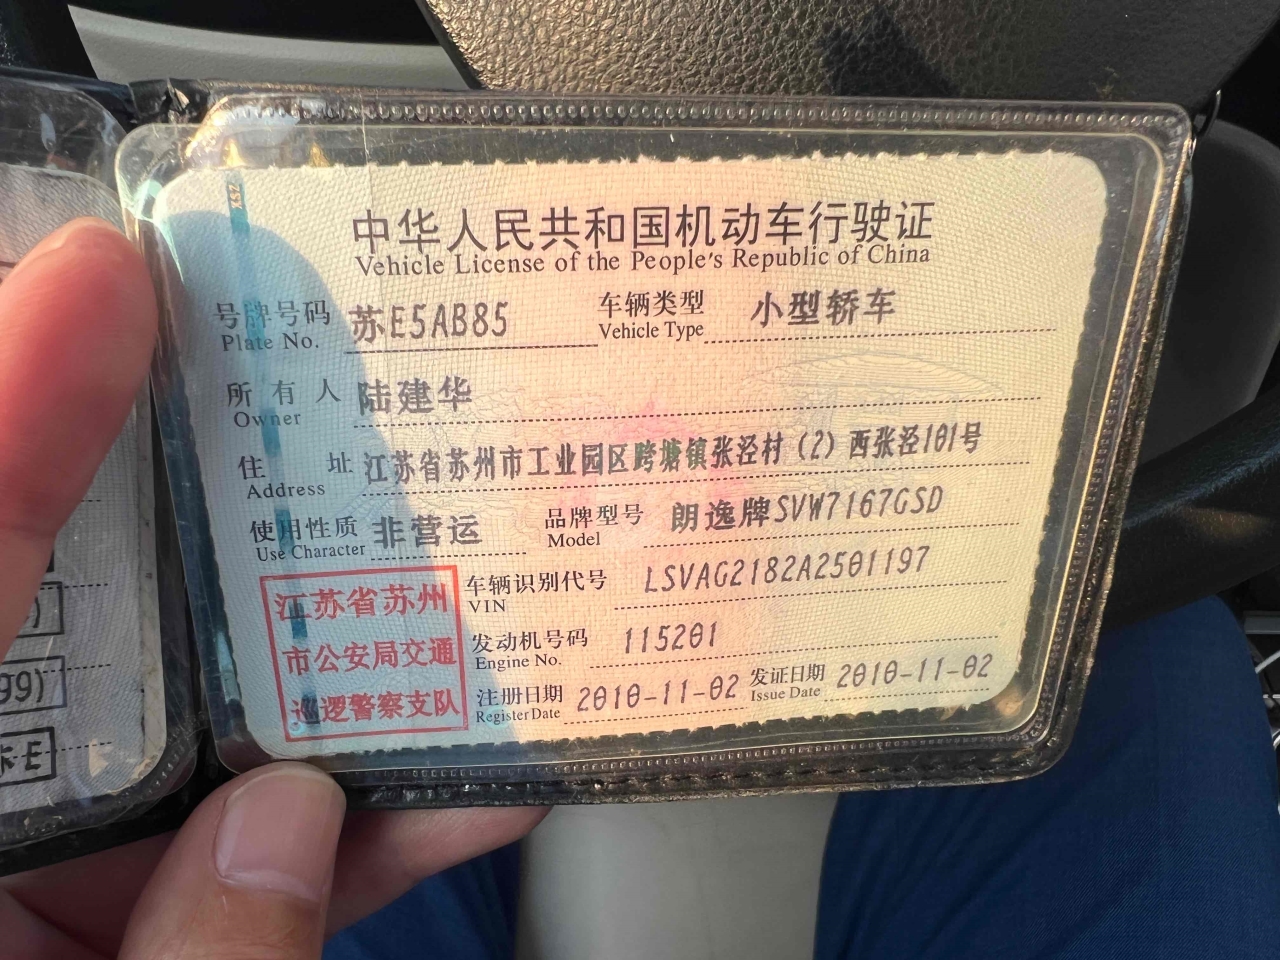 中华人民共和国机动车行驶证
Vehicle License of the People's Republic of China
号牌号码 苏E5AB85 车辆类型 小型轿车
Plate No. Vehicle Type
所有人 陆建华
Owner
住址 江苏省苏州市工业园区跨塘镇张泾村（2）西张泾101号
Address
使用性质 非营运 品牌型号 朗逸牌SVW7167GSD
Use Character Model
车辆识别代号 LSVAG2182A2501197
VIN
发动机号码 115201
Engine No.
注册日期 2010-11-02 发证日期 2010-11-02
Register Date Issue Date
江苏省苏州
市公安局交通
巡逻警察支队
99)
E